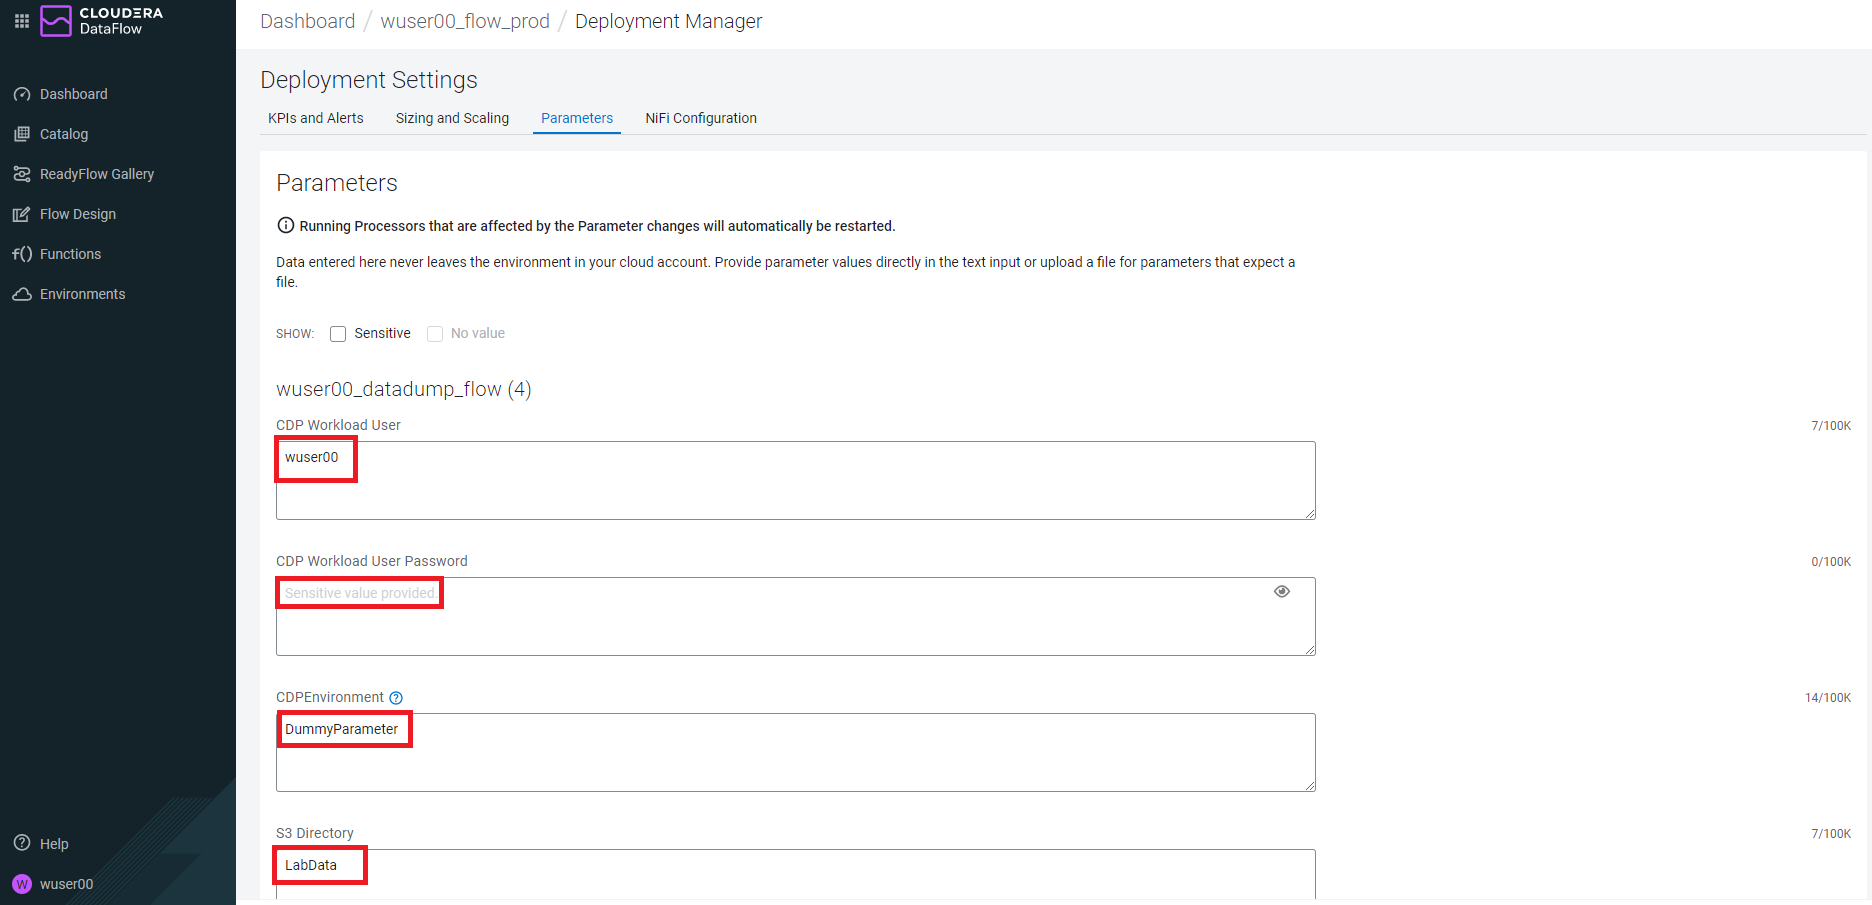 CLOUDERA
DataFlow
Dashboard / wuser00_flow_prod / Deployment Manager
Dashboard
Catalog
ReadyFlow Gallery
Flow Design
f() Functions
Environments
Help
W wuser00
Deployment Settings
KPIs and Alerts Sizing and Scaling Parameters NiFi Configuration
Parameters
Running Processors that are affected by the Parameter changes will automatically be restarted.
Data entered here never leaves the environment in your cloud account. Provide parameter values directly in the text input or upload a file for parameters that expect a
file.
SHOW: Sensitive No value
wuser00_datadump_flow (4)
CDP Workload User 7/100K
wuser00
CDP Workload User Password 0/100K
Sensitive value provided.
CDPEnvironment 14/100K
DummyParameter
S3 Directory 7/100K
LabData